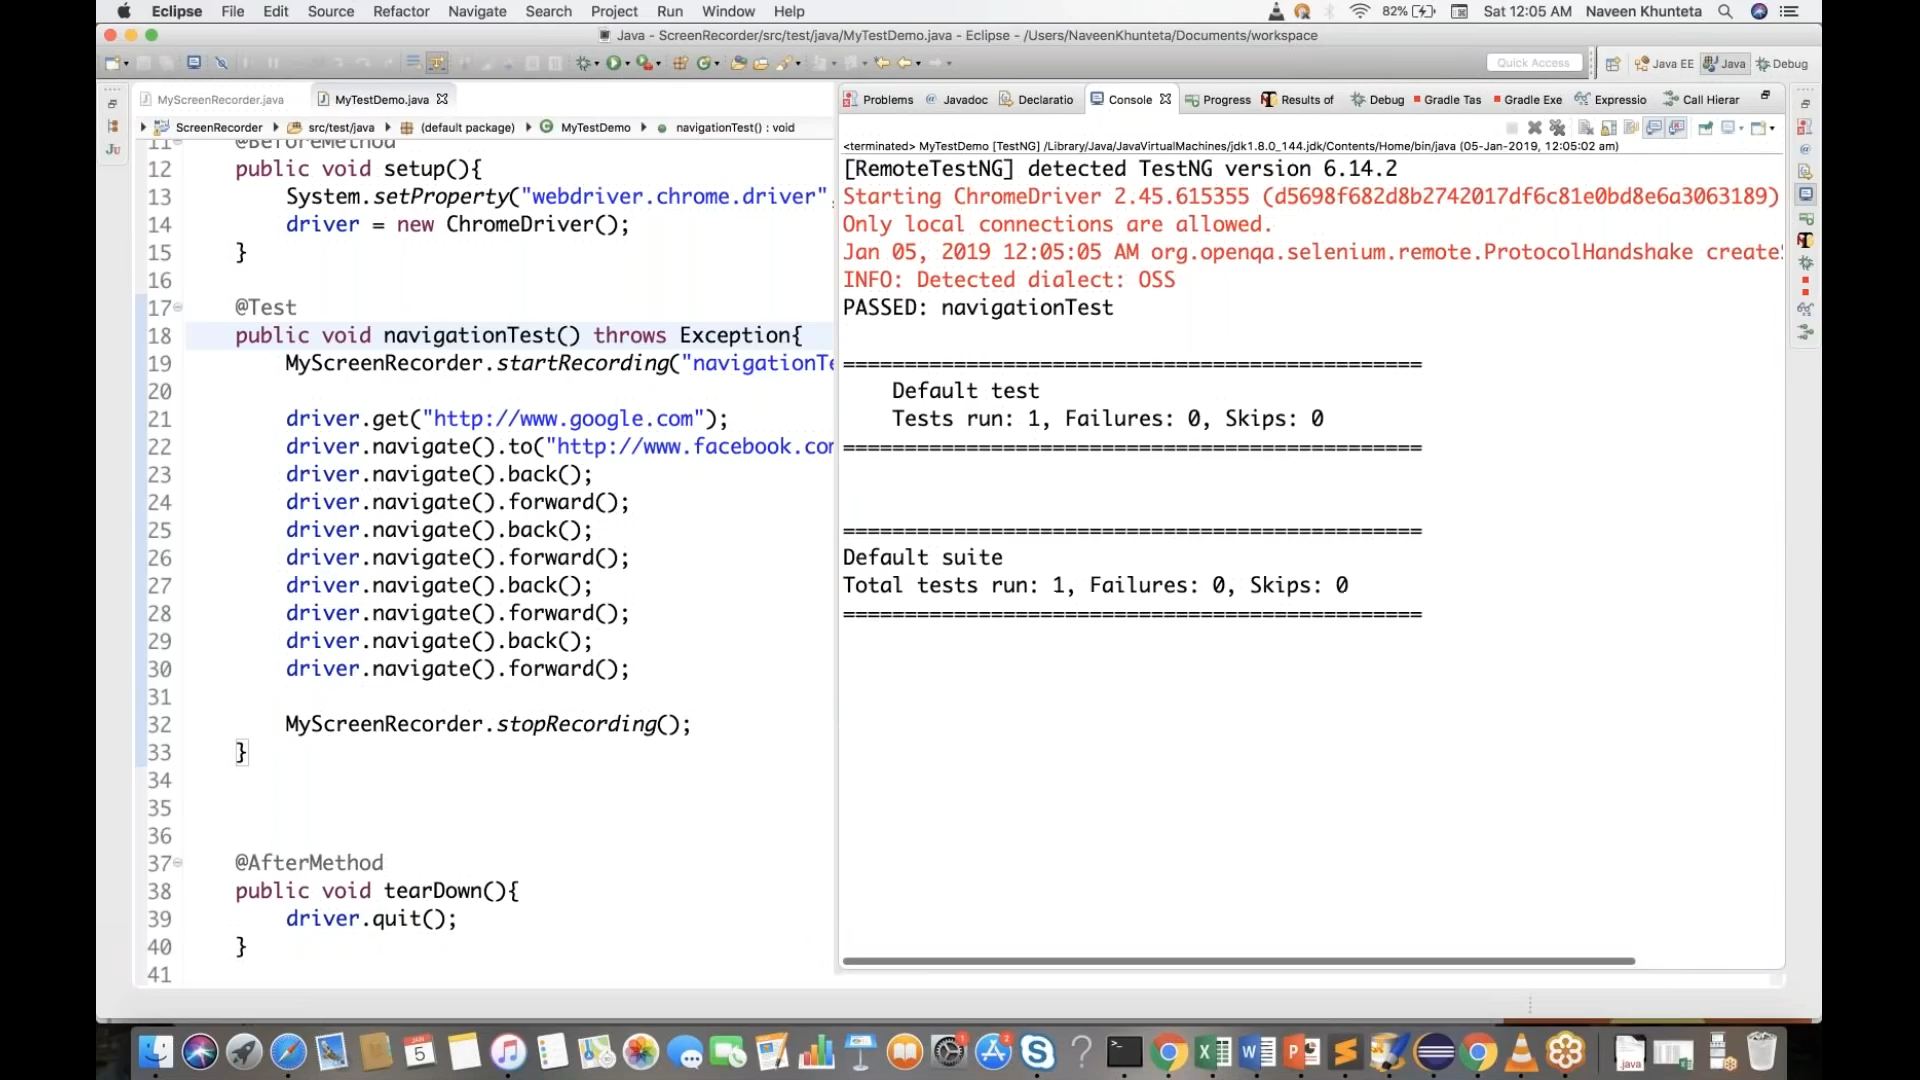 Eclipse File Edit Source Refactor Navigate Search Project Run Window Help 82% Sat 12:05 AM Naveen Khunteta
Java - ScreenRecorder/src/test/java/MyTestDemo.java - Eclipse - /Users/NaveenKhunteta/Documents/workspace
Quick Access Java EE Java Debug
MyScreenRecorder.java MyTestDemo.java
ScreenRecorder src/test/java (default package) MyTestDemo navigationTest() : void
11 @BeforeMethod
12 public void setup(){
13 System.setProperty("webdriver.chrome.driver",
14 driver = new ChromeDriver();
15 }
16
17 @Test
18 public void navigationTest() throws Exception{
19 MyScreenRecorder.startRecording("navigationTe
20
21 driver.get("http://www.google.com");
22 driver.navigate().to("http://www.facebook.com
23 driver.navigate().back();
24 driver.navigate().forward();
25 driver.navigate().back();
26 driver.navigate().forward();
27 driver.navigate().back();
28 driver.navigate().forward();
29 driver.navigate().back();
30 driver.navigate().forward();
31
32 MyScreenRecorder.stopRecording();
33 }
34
35
36
37 @AfterMethod
38 public void tearDown(){
39 driver.quit();
40 }
41
Problems Javadoc Declaratio Console Progress Results of Debug Gradle Tas Gradle Exe Expressio Call Hierar
<terminated> MyTestDemo [TestNG] /Library/Java/JavaVirtualMachines/jdk1.8.0_144.jdk/Contents/Home/bin/java (05-Jan-2019, 12:05:02 am)
[RemoteTestNG] detected TestNG version 6.14.2
Starting ChromeDriver 2.45.615355 (d5698f682d8b2742017df6c81e0bd8e6a3063189)
Only local connections are allowed.
Jan 05, 2019 12:05:05 AM org.openqa.selenium.remote.ProtocolHandshake createS
INFO: Detected dialect: OSS
PASSED: navigationTest
===============================================
Default test
Tests run: 1, Failures: 0, Skips: 0
===============================================
===============================================
Default suite
Total tests run: 1, Failures: 0, Skips: 0
===============================================